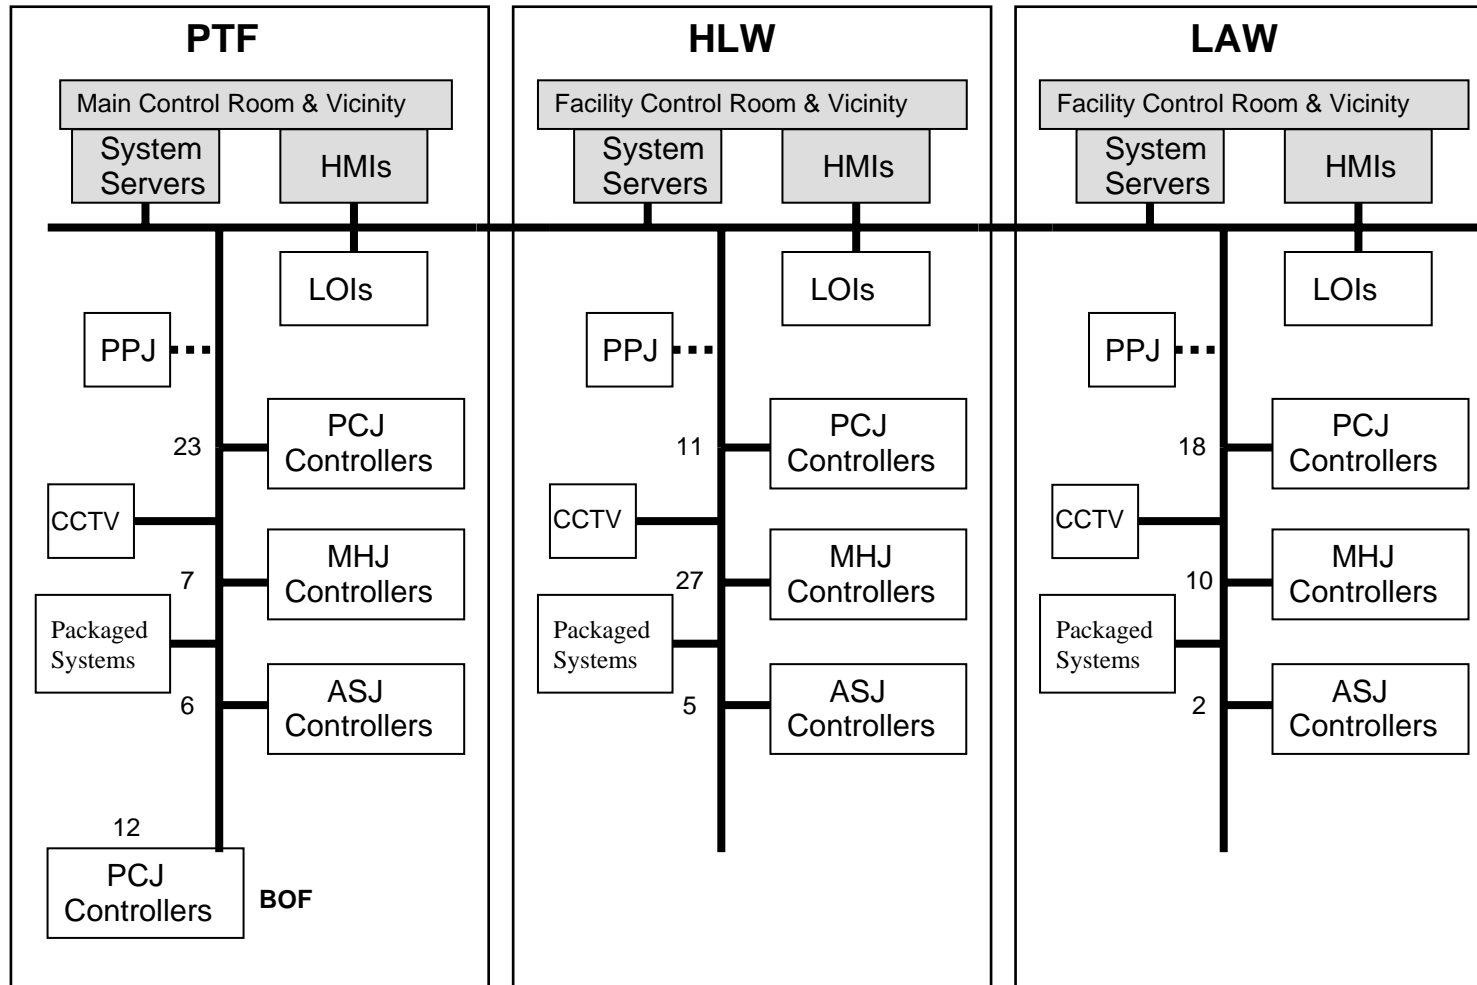 PTF
Main Control Room & Vicinity
System
Servers
HMIs
LOIs
PPJ
23
PCJ
Controllers
CCTV
7
MHJ
Controllers
Packaged
Systems
6
ASJ
Controllers
12
PCJ
Controllers
BOF
HLW
Facility Control Room & Vicinity
System
Servers
HMIs
LOIs
PPJ
11
PCJ
Controllers
CCTV
27
MHJ
Controllers
Packaged
Systems
5
ASJ
Controllers
LAW
Facility Control Room & Vicinity
System
Servers
HMIs
LOIs
PPJ
18
PCJ
Controllers
CCTV
10
MHJ
Controllers
Packaged
Systems
2
ASJ
Controllers